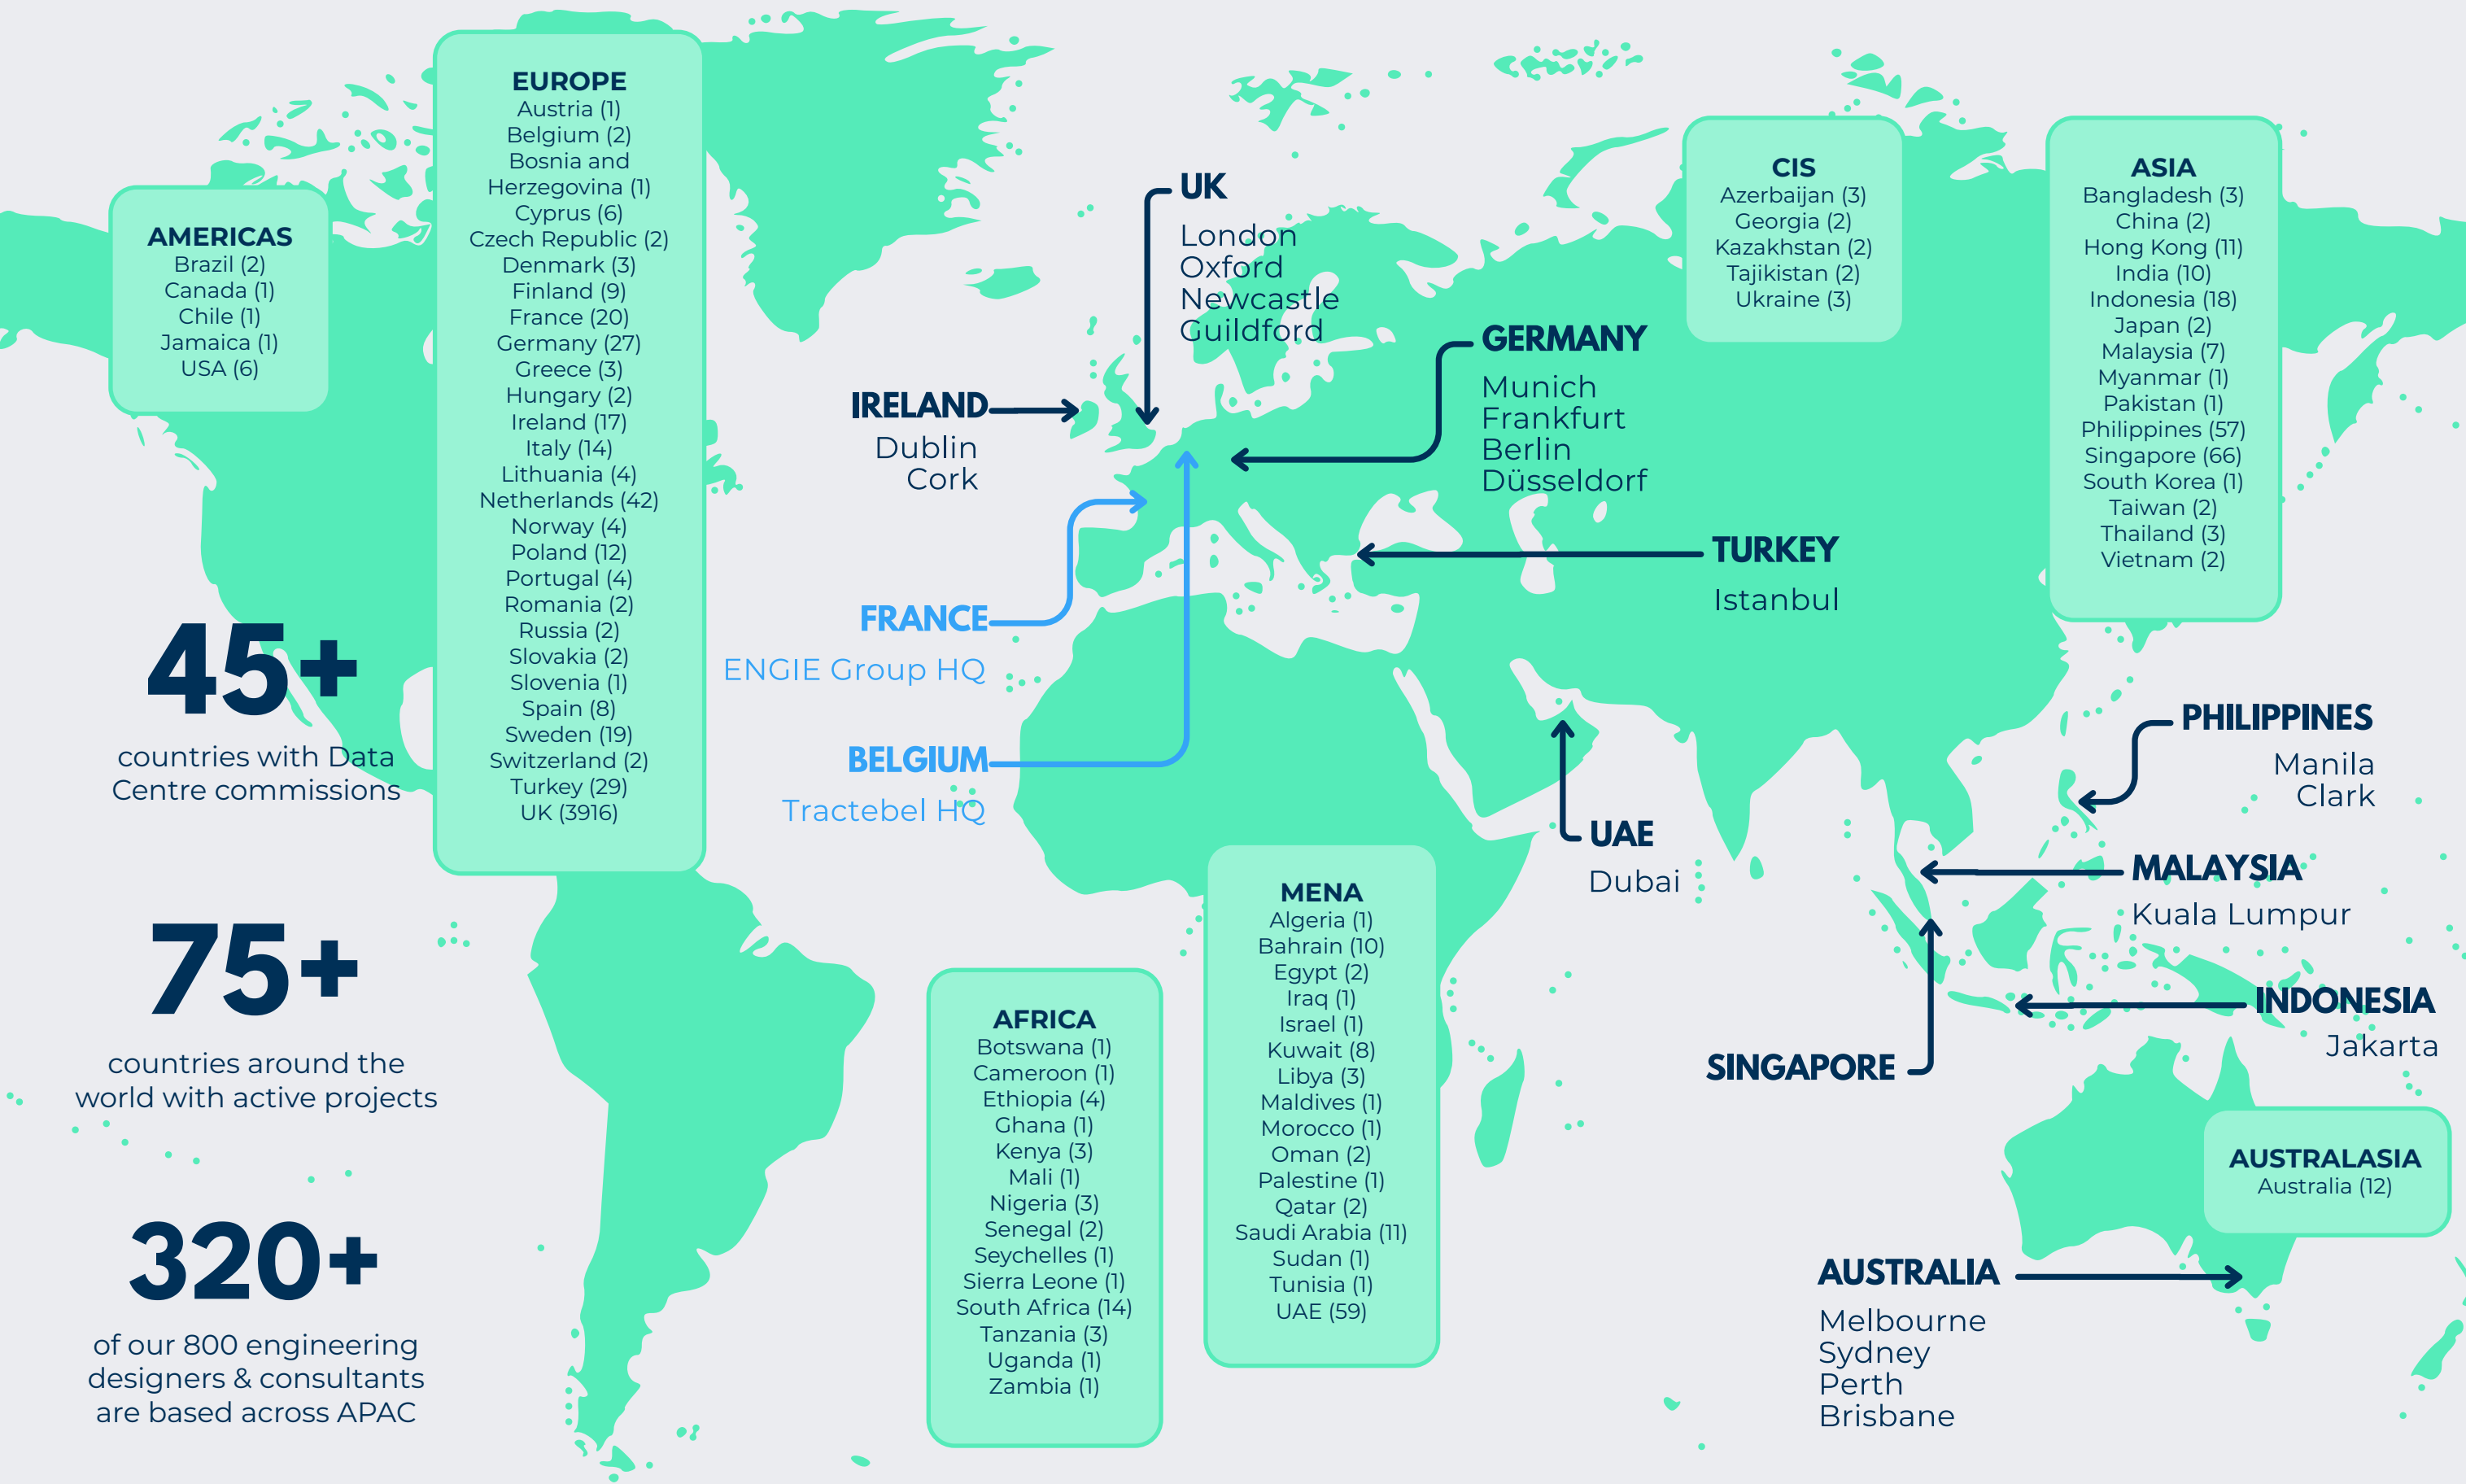 AMERICAS
Brazil (2)
Canada (1)
Chile (1)
Jamaica (1)
USA (6)
EUROPE
Austria (1)
Belgium (2)
Bosnia and
Herzegovina (1)
Cyprus (6)
Czech Republic (2)
Denmark (3)
Finland (9)
France (20)
Germany (27)
Greece (3)
Hungary (2)
Ireland (17)
Italy (14)
Lithuania (4)
Netherlands (42)
Norway (4)
Poland (12)
Portugal (4)
Romania (2)
Russia (2)
Slovakia (2)
Slovenia (1)
Spain (8)
Sweden (19)
Switzerland (2)
Turkey (29)
UK (3916)
UK
London
Oxford
Newcastle
Guildford
IRELAND
Dublin
Cork
GERMANY
Munich
Frankfurt
Berlin
Düsseldorf
FRANCE
ENGIE Group HQ
BELGIUM
Tractebel HQ
TURKEY
Istanbul
CIS
Azerbaijan (3)
Georgia (2)
Kazakhstan (2)
Tajikistan (2)
Ukraine (3)
ASIA
Bangladesh (3)
China (2)
Hong Kong (11)
India (10)
Indonesia (18)
Japan (2)
Malaysia (7)
Myanmar (1)
Pakistan (1)
Philippines (57)
Singapore (66)
South Korea (1)
Taiwan (2)
Thailand (3)
Vietnam (2)
45+
countries with Data
Centre commissions
75+
countries around the
world with active projects
320+
of our 800 engineering
designers & consultants
are based across APAC
AFRICA
Botswana (1)
Cameroon (1)
Ethiopia (4)
Ghana (1)
Kenya (3)
Mali (1)
Nigeria (3)
Senegal (2)
Seychelles (1)
Sierra Leone (1)
South Africa (14)
Tanzania (3)
Uganda (1)
Zambia (1)
MENA
Algeria (1)
Bahrain (10)
Egypt (2)
Iraq (1)
Israel (1)
Kuwait (8)
Libya (3)
Maldives (1)
Morocco (1)
Oman (2)
Palestine (1)
Qatar (2)
Saudi Arabia (11)
Sudan (1)
Tunisia (1)
UAE (59)
UAE
Dubai
PHILIPPINES
Manila
Clark
MALAYSIA
Kuala Lumpur
INDONESIA
Jakarta
SINGAPORE
AUSTRALASIA
Australia (12)
AUSTRALIA
Melbourne
Sydney
Perth
Brisbane